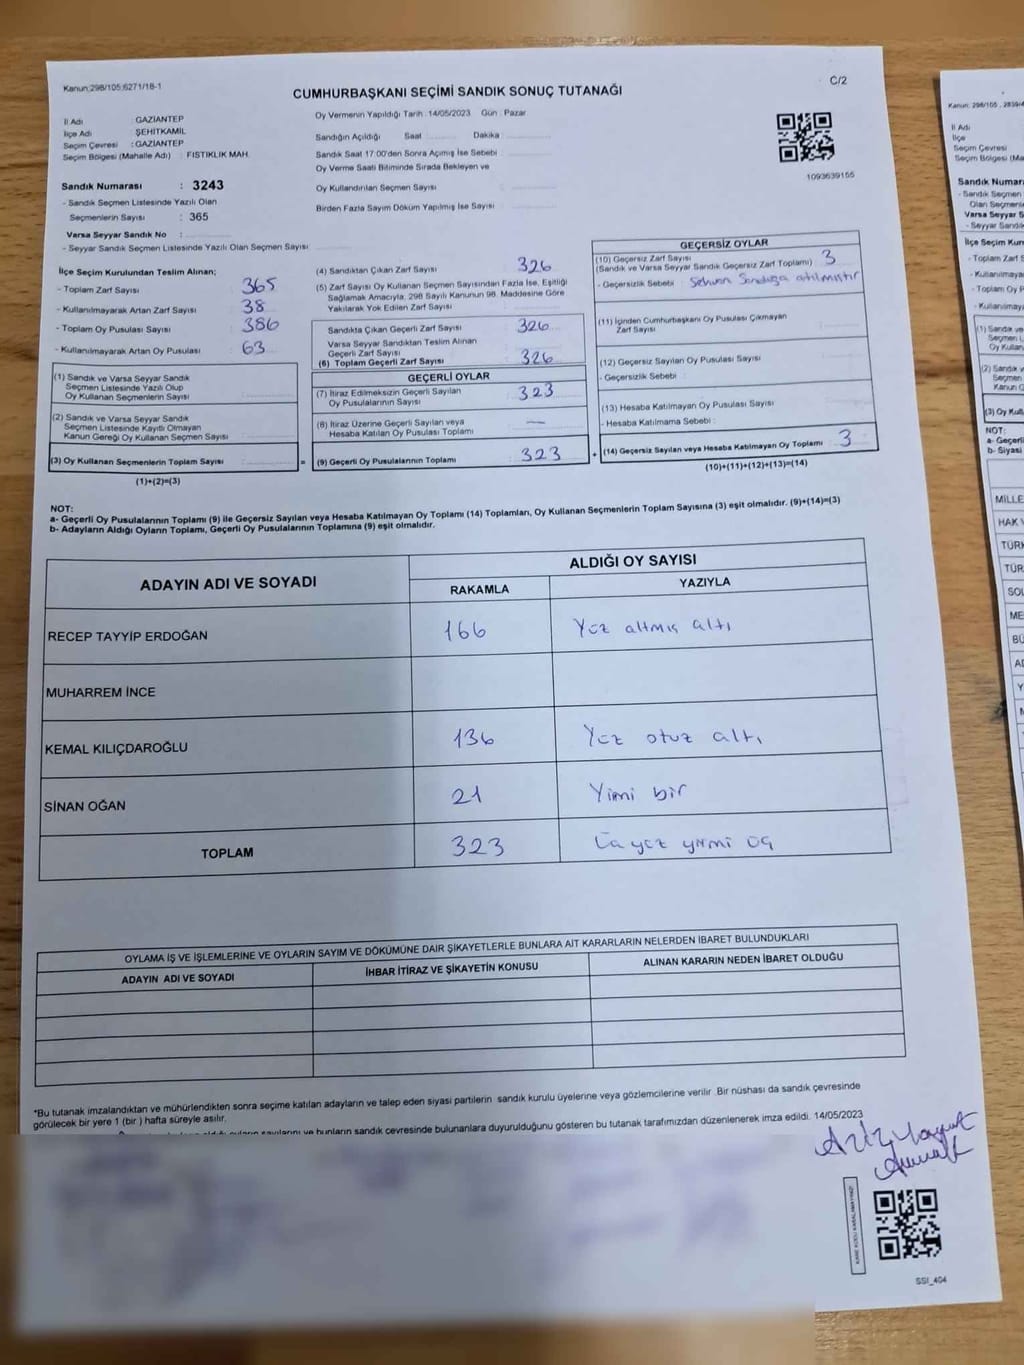 Kanun:298/105;6271/18-1
C/2
CUMHURBAŞKANI SEÇİMİ SANDIK SONUÇ TUTANAĞI
İl Adı : GAZİANTEP
İlçe Adı : ŞEHİTKAMİL
Seçim Çevresi : GAZİANTEP
Seçim Bölgesi (Mahalle Adı) : FISTIKLIK MAH.
Sandık Numarası : 3243
- Sandık Seçmen Listesinde Yazılı Olan
Seçmenlerin Sayısı : 365
Varsa Seyyar Sandık No :
- Seyyar Sandık Seçmen Listesinde Yazılı Olan Seçmen Sayısı
Oy Vermenin Yapıldığı Tarih :14/05/2023 Gün : Pazar
Sandığın Açıldığı Saat Dakika
Sandık Saat 17:00'den Sonra Açımış İse Sebebi :
Oy Verme Saati Bitiminde Sırada Bekleyen ve
Oy Kullandırılan Seçmen Sayısı
Birden Fazla Sayım Döküm Yapılmış İse Sayısı :
1093639155
İlçe Seçim Kurulundan Teslim Alınan;
- Toplam Zarf Sayısı : 365
- Kullanılmayarak Artan Zarf Sayısı : 38
- Toplam Oy Pusulası Sayısı : 386
- Kullanılmayarak Artan Oy Pusulası : 63
(1) Sandık ve Varsa Seyyar Sandık
Seçmen Listesinde Yazılı Olup
Oy Kullanan Seçmenlerin Sayısı :
(2) Sandık ve Varsa Seyyar Sandık
Seçmen Listesinde Kayıtlı Olmayan
Kanun Gereği Oy Kullanan Seçmen Sayısı :
(3) Oy Kullanan Seçmenlerin Toplam Sayısı : =
(1)+(2)=(3)
(4) Sandıktan Çıkan Zarf Sayısı : 326
(5) Zarf Sayısı Oy Kullanan Seçmen Sayısından Fazla İse, Eşitliği
Sağlamak Amacıyla, 298 Sayılı Kanunun 98. Maddesine Göre
Yakılarak Yok Edilen Zarf Sayısı :
Sandıkta Çıkan Geçerli Zarf Sayısı : 326
Varsa Seyyar Sandıktan Teslim Alınan
Geçerli Zarf Sayısı :
(6) Toplam Geçerli Zarf Sayısı : 326
GEÇERLİ OYLAR
(7) İtiraz Edilmeksizin Geçerli Sayılan
Oy Pusulalarının Sayısı : 323
(8) İtiraz Üzerine Geçerli Sayılan veya
Hesaba Katılan Oy Pusulası Toplamı : —
(9) Geçerli Oy Pusulalarının Toplamı : 323 +
GEÇERSİZ OYLAR
(10) Geçersiz Zarf Sayısı
(Sandık ve Varsa Seyyar Sandık Geçersiz Zarf Toplamı) : 3
- Geçersizlik Sebebi : Sehven Sandığa atılmıştır
(11) İçinden Cumhurbaşkanı Oy Pusulası Çıkmayan
Zarf Sayısı :
(12) Geçersiz Sayılan Oy Pusulası Sayısı :
- Geçersizlik Sebebi :
(13) Hesaba Katılmayan Oy Pusulası Sayısı :
- Hesaba Katılmama Sebebi :
(14) Geçersiz Sayılan veya Hesaba Katılmayan Oy Toplamı : 3
(10)+(11)+(12)+(13)=(14)
NOT:
a- Geçerli Oy Pusulalarının Toplamı (9) ile Geçersiz Sayılan veya Hesaba Katılmayan Oy Toplamı (14) Toplamları, Oy Kullanan Seçmenlerin Toplam Sayısına (3) eşit olmalıdır. (9)+(14)=(3)
b- Adayların Aldığı Oyların Toplamı, Geçerli Oy Pusulalarının Toplamına (9) eşit olmalıdır.
ADAYIN ADI VE SOYADI
ALDIĞI OY SAYISI
RAKAMLA YAZIYLA
RECEP TAYYİP ERDOĞAN 166 Yüz altmış altı
MUHARREM İNCE
KEMAL KILIÇDAROĞLU 136 Yüz otuz altı
SİNAN OĞAN 21 Yimi bir
TOPLAM 323 Üç yüz yirmi üç
OYLAMA İŞ VE İŞLEMLERİNE VE OYLARIN SAYIM VE DÖKÜMÜNE DAİR ŞİKAYETLERLE BUNLARA AİT KARARLARIN NELERDEN İBARET BULUNDUKLARI
ADAYIN ADI VE SOYADI İHBAR İTİRAZ VE ŞİKAYETİN KONUSU ALINAN KARARIN NEDEN İBARET OLDUĞU
*Bu tutanak imzalandıktan ve mühürlendikten sonra seçime katılan adayların ve talep eden siyasi partilerin sandık kurulu üyelerine veya gözlemcilerine verilir .Bir nüshası da sandık çevresinde
görülecek bir yere 1 (bir ) hafta süreyle asılır.
sayılarını ve bunların sandık çevresinde bulunanlara duyurulduğunu gösteren bu tutanak tarafımızdan düzenlenerek imza edildi. 14/05/2023
KARE KODU KARALAMAYINIZ!
SSI_404
Kanun: 298/105
İl Adı
İlçe
Seçim Çevresi
Seçim Bölgesi